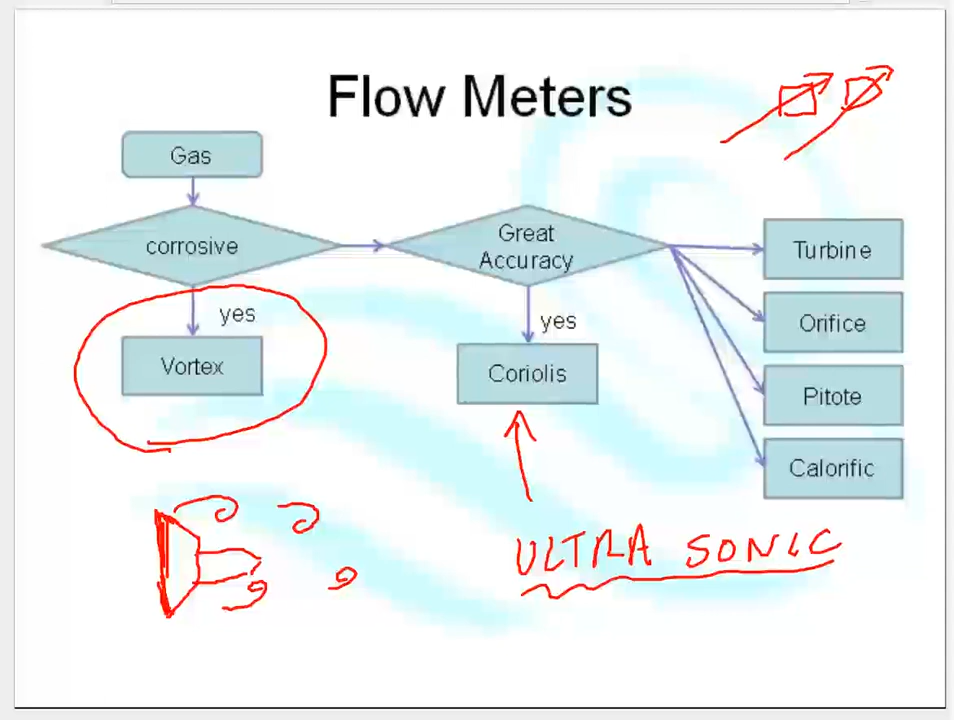 Flow Meters
Gas
corrosive
Great
Accuracy
Turbine
Orifice
Pitote
Calorific
yes
Vortex
yes
Coriolis
ULTRA SONIC